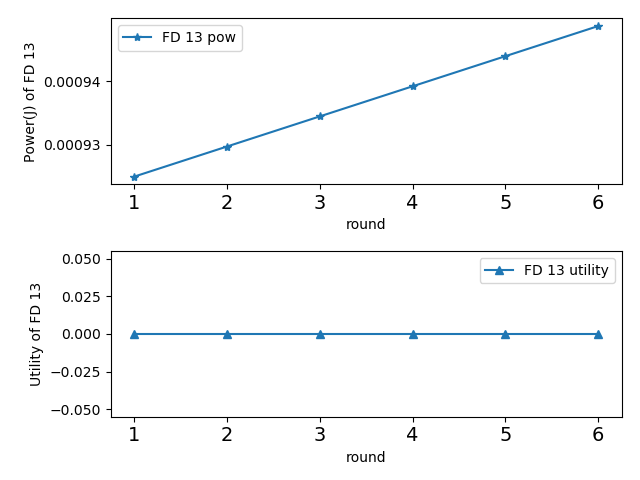 FD 13 pow
Power(J) of FD 13
0.00094
0.00093
1 2 3 4 5 6
round
FD 13 utility
Utility of FD 13
0.050
0.025
0.000
−0.025
−0.050
1 2 3 4 5 6
round